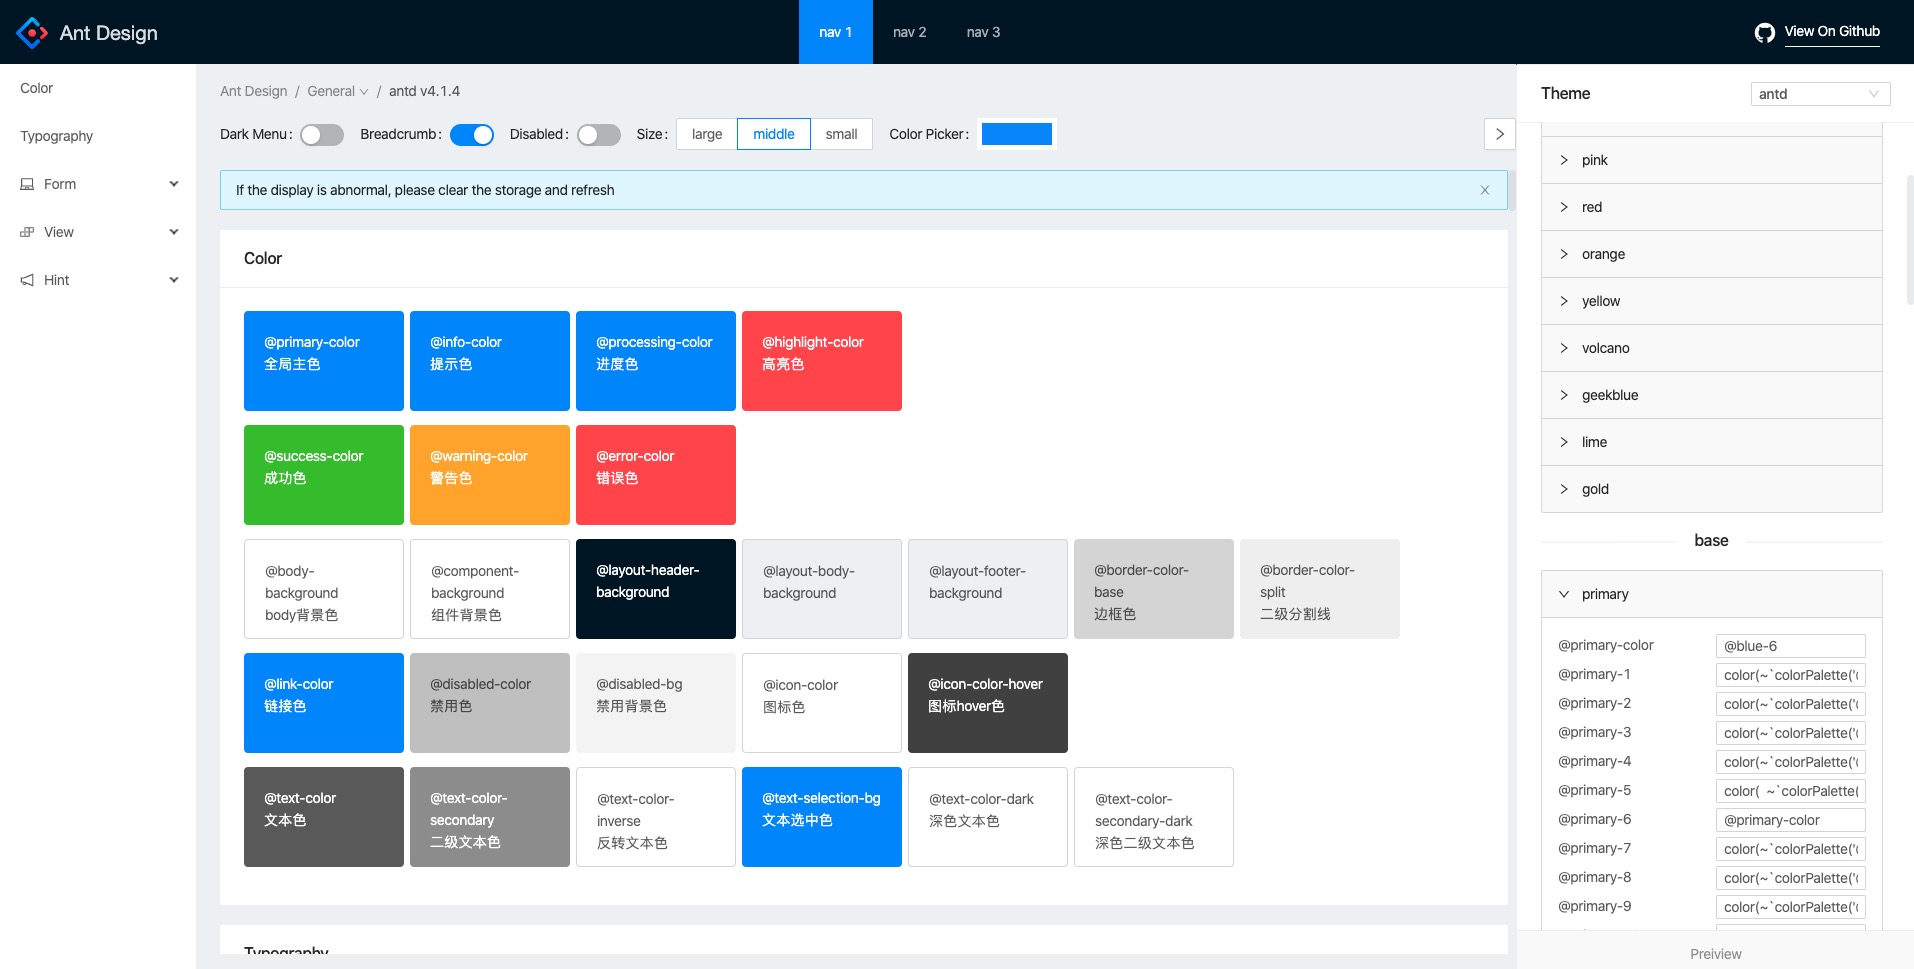 Ant Design
nav 1
nav 2
nav 3
View On Github
Color
Typography
Form
View
Hint
Ant Design / General / antd v4.1.4
Dark Menu :
Breadcrumb :
Disabled :
Size :
large
middle
small
Color Picker :
If the display is abnormal, please clear the storage and refresh
Color
@primary-color
全局主色
@info-color
提示色
@processing-color
进度色
@highlight-color
高亮色
@success-color
成功色
@warning-color
警告色
@error-color
错误色
@body-
background
body背景色
@component-
background
组件背景色
@layout-header-
background
@layout-body-
background
@layout-footer-
background
@border-color-
base
边框色
@border-color-
split
二级分割线
@link-color
链接色
@disabled-color
禁用色
@disabled-bg
禁用背景色
@icon-color
图标色
@icon-color-hover
图标hover色
@text-color
文本色
@text-color-
secondary
二级文本色
@text-color-
inverse
反转文本色
@text-selection-bg
文本选中色
@text-color-dark
深色文本色
@text-color-
secondary-dark
深色二级文本色
Typography
Theme
antd
pink
red
orange
yellow
volcano
geekblue
lime
gold
base
primary
@primary-color
@blue-6
@primary-1
color(~`colorPalette('
@primary-2
color(~`colorPalette('
@primary-3
color(~`colorPalette('
@primary-4
color(~`colorPalette('
@primary-5
color( ~`colorPalette(
@primary-6
@primary-color
@primary-7
color(~`colorPalette('
@primary-8
color(~`colorPalette('
@primary-9
color(~`colorPalette('
Preiview